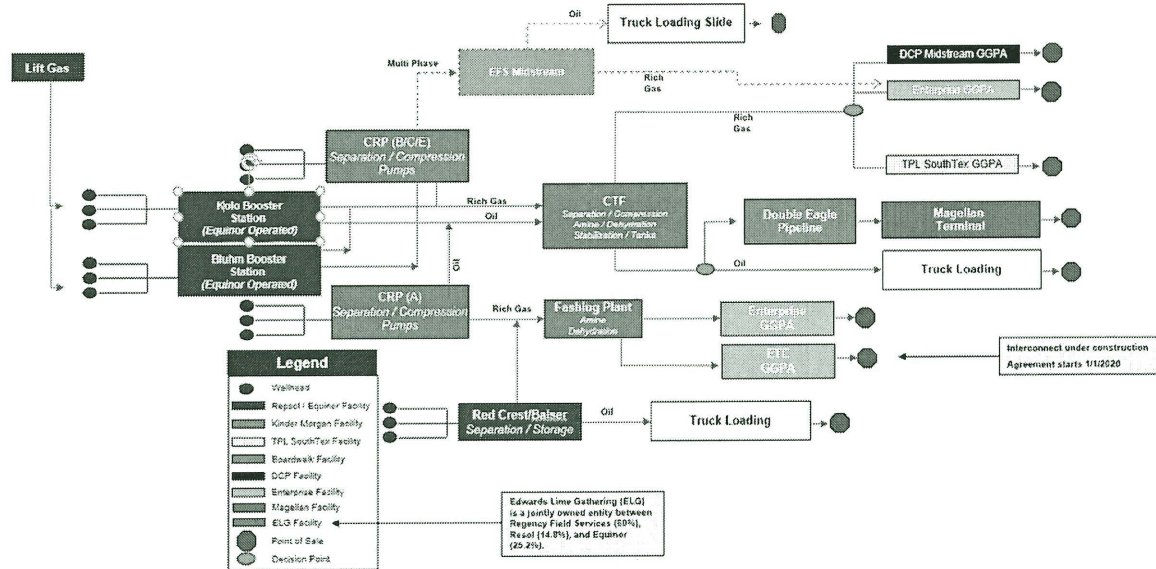 Lift Gas
Oil
Truck Loading Slide
Multi Phase
EFS Midstream
Rich
Gas
DCP Midstream GGPA
Enterprise GGPA
Rich
Gas
TPL SouthTex GGPA
CRP (B/C/E)
Separation / Compression
Pumps
Kolo Booster
Station
(Equinor Operated)
Rich Gas
Oil
CTF
Separation / Compression
Amine / Dehydration
Stabilization / Tanks
Double Eagle
Pipeline
Magellan
Terminal
Bluhm Booster
Station
(Equinor Operated)
Oil
Oil
Truck Loading
CRP (A)
Separation / Compression
Pumps
Rich Gas
Fashing Plant
Amine
Dehydration
Enterprise
GGPA
ETC
GGPA
Interconnect under construction
Agreement starts 1/1/2020
Legend
Wellhead
Repsol / Equinor Facility
Kinder Morgan Facility
TPL SouthTex Facility
Boardwalk Facility
DCP Facility
Enterprise Facility
Magellan Facility
ELG Facility
Point of Sale
Decision Point
Red Crest/Balser
Separation / Storage
Oil
Truck Loading
Edwards Lime Gathering (ELG)
is a jointly owned entity between
Regency Field Services (60%),
Resol (14.8%), and Equinor
(25.2%).